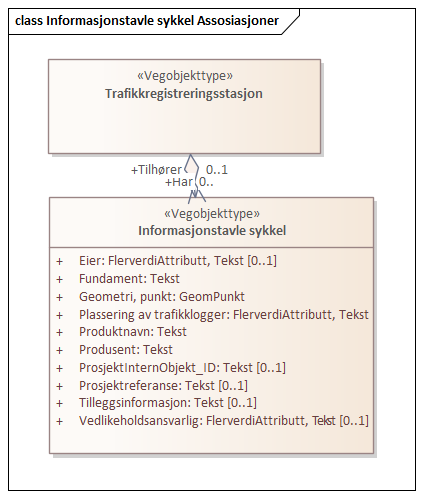 class Informasjonstavle sykkel Assosiasjoner
«Vegobjekttype»
Trafikkregistreringsstasjon
+Tilhører 0..1
+Har 0..
«Vegobjekttype»
Informasjonstavle sykkel
+ Eier: FlerverdiAttributt, Tekst [0..1]
+ Fundament: Tekst
+ Geometri, punkt: GeomPunkt
+ Plassering av trafikklogger: FlerverdiAttributt, Tekst
+ Produktnavn: Tekst
+ Produsent: Tekst
+ ProsjektInternObjekt_ID: Tekst [0..1]
+ Prosjektreferanse: Tekst [0..1]
+ Tilleggsinformasjon: Tekst [0..1]
+ Vedlikeholdsansvarlig: FlerverdiAttributt, Tekst [0..1]